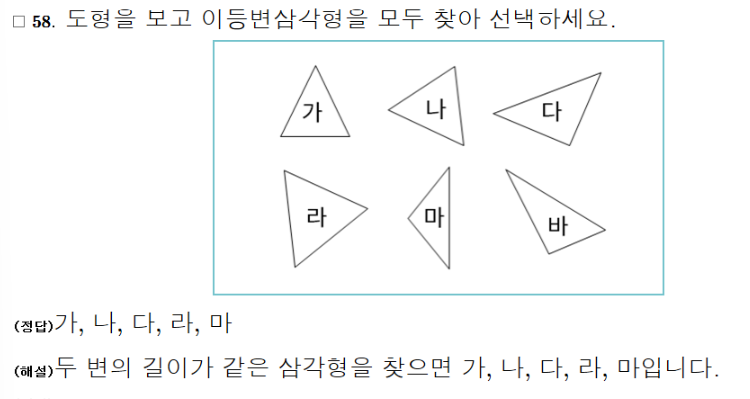 □ 58. 도형을 보고 이등변삼각형을 모두 찾아 선택하세요.
가 나 다
라 마 바
(정답)가, 나, 다, 라, 마
(해설)두 변의 길이가 같은 삼각형을 찾으면 가, 나, 다, 라, 마입니다.